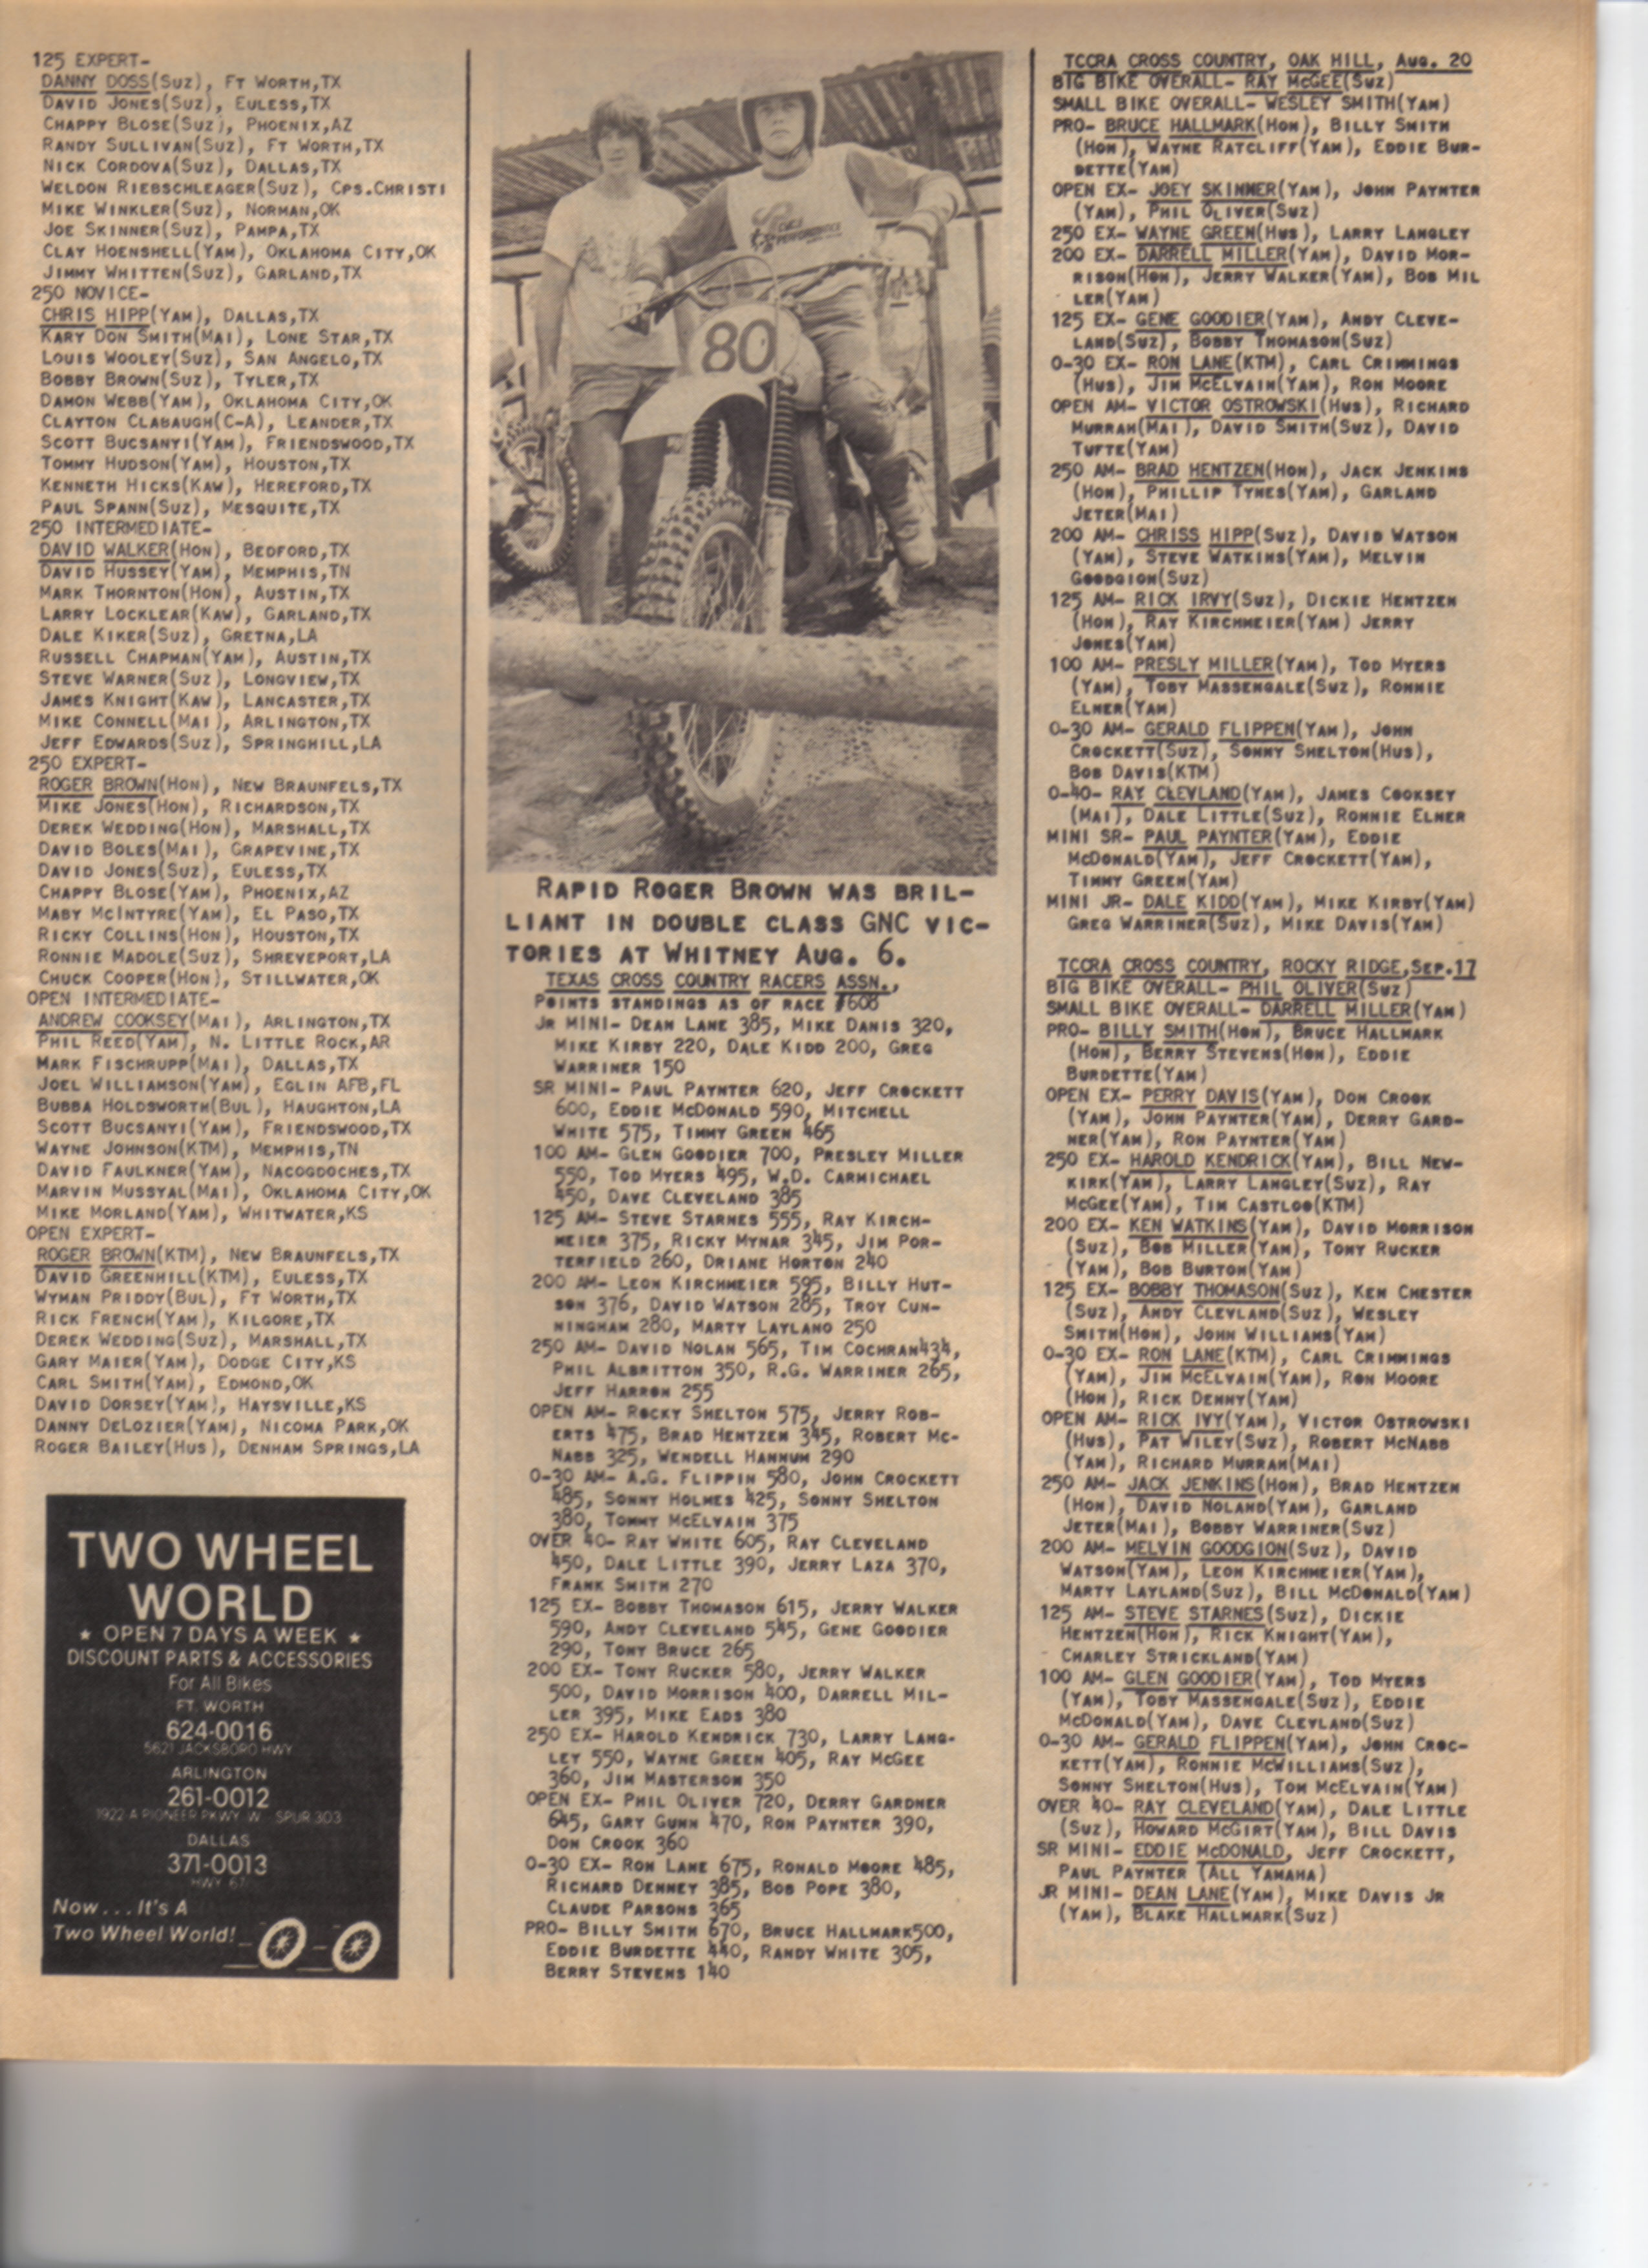 125 EXPERT-
DANNY DOSS(SUZ), FT WORTH,TX
DAVID JONES(SUZ), EULESS,TX
CHAPPY BLOSE(SUZ), PHOENIX,AZ
RANDY SULLIVAN(SUZ), FT WORTH,TX
NICK CORDOVA(SUZ), DALLAS,TX
WELDON RIEBSCHLEAGER(SUZ), CPS.CHRISTI
MIKE WINKLER(SUZ), NORMAN,OK
JOE SKINNER(SUZ), PAMPA,TX
CLAY HOENSHELL(YAM), OKLAHOMA CITY,OK
JIMMY WHITTEN(SUZ), GARLAND,TX
250 NOVICE-
CHRIS HIPP(YAM), DALLAS,TX
KARY DON SMITH(MAI), LONE STAR,TX
LOUIS WOOLEY(SUZ), SAN ANGELO,TX
BOBBY BROWN(SUZ), TYLER,TX
DAMON WEBB(YAM), OKLAHOMA CITY,OK
CLAYTON CLABAUGH(C-A), LEANDER,TX
SCOTT BUCSANYI(YAM), FRIENDSWOOD,TX
TOMMY HUDSON(YAM), HOUSTON,TX
KENNETH HICKS(KAW), HEREFORD,TX
PAUL SPANN(SUZ), MESQUITE,TX
250 INTERMEDIATE-
DAVID WALKER(HON), BEDFORD,TX
DAVID HUSSEY(YAM), MEMPHIS,TN
MARK THORNTON(HON), AUSTIN,TX
LARRY LOCKLEAR(KAW), GARLAND,TX
DALE KIKER(SUZ), GRETNA,LA
RUSSELL CHAPMAN(YAM), AUSTIN,TX
STEVE WARNER(SUZ), LONGVIEW,TX
JAMES KNIGHT(KAW), LANCASTER,TX
MIKE CONNELL(MAI), ARLINGTON,TX
JEFF EDWARDS(SUZ), SPRINGHILL,LA
250 EXPERT-
ROGER BROWN(HON), NEW BRAUNFELS,TX
MIKE JONES(HON), RICHARDSON,TX
DEREK WEDDING(HON), MARSHALL,TX
DAVID BOLES(MAI), GRAPEVINE,TX
DAVID JONES(SUZ), EULESS,TX
CHAPPY BLOSE(YAM), PHOENIX,AZ
MABY MCINTYRE(YAM), EL PASO,TX
RICKY COLLINS(HON), HOUSTON,TX
RONNIE MADOLE(SUZ), SHREVEPORT,LA
CHUCK COOPER(HON), STILLWATER,OK
OPEN INTERMEDIATE-
ANDREW COOKSEY(MAI), ARLINGTON,TX
PHIL REED(YAM), N. LITTLE ROCK,AR
MARK FISCHRUPP(MAI), DALLAS,TX
JOEL WILLIAMSON(YAM), EGLIN AFB,FL
BUBBA HOLDSWORTH(BUL), HAUGHTON,LA
SCOTT BUCSANYI(YAM), FRIENDSWOOD,TX
WAYNE JOHNSON(KTM), MEMPHIS,TN
DAVID FAULKNER(YAM), NACOGDOCHES,TX
MARVIN MUSSYAL(MAI), OKLAHOMA CITY,OK
MIKE MORLAND(YAM), WHITWATER,KS
OPEN EXPERT-
ROGER BROWN(KTM), NEW BRAUNFELS,TX
DAVID GREENHILL(KTM), EULESS,TX
WYMAN PRIDDY(BUL), FT WORTH,TX
RICK FRENCH(YAM), KILGORE,TX
DEREK WEDDING(SUZ), MARSHALL,TX
GARY MAIER(YAM), DODGE CITY,KS
CARL SMITH(YAM), EDMOND,OK
DAVID DORSEY(YAM), HAYSVILLE,KS
DANNY DELOZIER(YAM), NICOMA PARK,OK
ROGER BAILEY(HUS), DENHAM SPRINGS,LA
TWO WHEEL
WORLD
★ OPEN 7 DAYS A WEEK ★
DISCOUNT PARTS & ACCESSORIES
For All Bikes
FT. WORTH
624-0016
5621 JACKSBORO HWY
ARLINGTON
261-0012
1922-A PIONEER PKWY. W. SPUR 303
DALLAS
371-0013
HWY 67
Now... It's A
Two Wheel World!
80
RAPID ROGER BROWN WAS BRIL-
LIANT IN DOUBLE CLASS GNC VIC-
TORIES AT WHITNEY AUG. 6.
TEXAS CROSS COUNTRY RACERS ASSN.,
POINTS STANDINGS AS OF RACE #608
JR MINI- DEAN LANE 385, MIKE DANIS 320,
MIKE KIRBY 220, DALE KIDD 200, GREG
WARRINER 150
SR MINI- PAUL PAYNTER 620, JEFF CROCKETT
600, EDDIE MCDONALD 590, MITCHELL
WHITE 575, TIMMY GREEN 465
100 AM- GLEN GOODIER 700, PRESLEY MILLER
550, TOD MYERS 495, W.D. CARMICHAEL
450, DAVE CLEVELAND 385
125 AM- STEVE STARNES 555, RAY KIRCH-
MEIER 375, RICKY MYNAR 345, JIM POR-
TERFIELD 260, DRIANE HORTON 240
200 AM- LEON KIRCHMEIER 595, BILLY HUT-
SON 376, DAVID WATSON 285, TROY CUN-
NINGHAM 280, MARTY LAYLAND 250
250 AM- DAVID NOLAN 565, TIM COCHRAN434,
PHIL ALBRITTON 350, R.G. WARRINER 265,
JEFF HARRON 255
OPEN AM- ROCKY SHELTON 575, JERRY ROB-
ERTS 475, BRAD HENTZEN 345, ROBERT MC-
NABB 325, WENDELL HANNUM 290
0-30 AM- A.G. FLIPPIN 580, JOHN CROCKETT
485, SONNY HOLMES 425, SONNY SHELTON
380, TOMMY MCELVAIN 375
OVER 40- RAY WHITE 605, RAY CLEVELAND
450, DALE LITTLE 390, JERRY LAZA 370,
FRANK SMITH 270
125 EX- BOBBY THOMASON 615, JERRY WALKER
590, ANDY CLEVELAND 545, GENE GOODIER
290, TONY BRUCE 265
200 EX- TONY RUCKER 580, JERRY WALKER
500, DAVID MORRISON 400, DARRELL MIL-
LER 395, MIKE EADS 380
250 EX- HAROLD KENDRICK 730, LARRY LANG-
LEY 550, WAYNE GREEN 405, RAY MCGEE
360, JIM MASTERSON 350
OPEN EX- PHIL OLIVER 720, DERRY GARDNER
645, GARY GUNN 470, RON PAYNTER 390,
DON CROOK 360
0-30 EX- RON LANE 675, RONALD MOORE 485,
RICHARD DENNEY 385, BOB POPE 380,
CLAUDE PARSONS 365
PRO- BILLY SMITH 670, BRUCE HALLMARK500,
EDDIE BURDETTE 440, RANDY WHITE 305,
BERRY STEVENS 140
TCCRA CROSS COUNTRY, OAK HILL, AUG. 20
BIG BIKE OVERALL- RAY MCGEE(SUZ)
SMALL BIKE OVERALL- WESLEY SMITH(YAM)
PRO- BRUCE HALLMARK(HON), BILLY SMITH
(HON), WAYNE RATCLIFF(YAM), EDDIE BUR-
DETTE(YAM)
OPEN EX- JOEY SKINNER(YAM), JOHN PAYNTER
(YAM), PHIL OLIVER(SUZ)
250 EX- WAYNE GREEN(HUS), LARRY LANGLEY
200 EX- DARRELL MILLER(YAM), DAVID MOR-
RISON(HON), JERRY WALKER(YAM), BOB MIL
LER(YAM)
125 EX- GENE GOODIER(YAM), ANDY CLEVE-
LAND(SUZ), BOBBY THOMASON(SUZ)
0-30 EX- RON LANE(KTM), CARL CRIMMINGS
(HUS), JIM MCELVAIN(YAM), RON MOORE
OPEN AM- VICTOR OSTROWSKI(HUS), RICHARD
MURRAH(MAI), DAVID SMITH(SUZ), DAVID
TUFTE(YAM)
250 AM- BRAD HENTZEN(HON), JACK JENKINS
(HON), PHILLIP TYNES(YAM), GARLAND
JETER(MAI)
200 AM- CHRISS HIPP(SUZ), DAVID WATSON
(YAM), STEVE WATKINS(YAM), MELVIN
GOODGION(SUZ)
125 AM- RICK IRVY(SUZ), DICKIE HENTZEN
(HON), RAY KIRCHMEIER(YAM) JERRY
JONES(YAM)
100 AM- PRESLY MILLER(YAM), TOD MYERS
(YAM), TOBY MASSENGALE(SUZ), RONNIE
ELNER(YAM)
0-30 AM- GERALD FLIPPEN(YAM), JOHN
CROCKETT(SUZ), SONNY SHELTON(HUS),
BOB DAVIS(KTM)
0-40- RAY CLEVLAND(YAM), JAMES COOKSEY
(MAI), DALE LITTLE(SUZ), RONNIE ELNER
MINI SR- PAUL PAYNTER(YAM), EDDIE
MCDONALD(YAM), JEFF CROCKETT(YAM),
TIMMY GREEN(YAM)
MINI JR- DALE KIDD(YAM), MIKE KIRBY(YAM)
GREG WARRINER(SUZ), MIKE DAVIS(YAM)
TCCRA CROSS COUNTRY, ROCKY RIDGE,SEP.17
BIG BIKE OVERALL- PHIL OLIVER(SUZ)
SMALL BIKE OVERALL- DARRELL MILLER(YAM)
PRO- BILLY SMITH(HON), BRUCE HALLMARK
(HON), BERRY STEVENS(HON), EDDIE
BURDETTE(YAM)
OPEN EX- PERRY DAVIS(YAM), DON CROOK
(YAM), JOHN PAYNTER(YAM), DERRY GARD-
NER(YAM), RON PAYNTER(YAM)
250 EX- HAROLD KENDRICK(YAM), BILL NEW-
KIRK(YAM), LARRY LANGLEY(SUZ), RAY
MCGEE(YAM), TIM CASTLOO(KTM)
200 EX- KEN WATKINS(YAM), DAVID MORRISON
(SUZ), BOB MILLER(YAM), TONY RUCKER
(YAM), BOB BURTON(YAM)
125 EX- BOBBY THOMASON(SUZ), KEN CHESTER
(SUZ), ANDY CLEVLAND(SUZ), WESLEY
SMITH(HON), JOHN WILLIAMS(YAM)
0-30 EX- RON LANE(KTM), CARL CRIMMINGS
(YAM), JIM MCELVAIN(YAM), RON MOORE
(HON), RICK DENNY(YAM)
OPEN AM- RICK IVY(YAM), VICTOR OSTROWSKI
(HUS), PAT WILEY(SUZ), ROBERT MCNABB
(YAM), RICHARD MURRAH(MAI)
250 AM- JACK JENKINS(HON), BRAD HENTZEN
(HON), DAVID NOLAND(YAM), GARLAND
JETER(MAI), BOBBY WARRINER(SUZ)
200 AM- MELVIN GOODGION(SUZ), DAVID
WATSON(YAM), LEON KIRCHMEIER(YAM),
MARTY LAYLAND(SUZ), BILL MCDONALD(YAM)
125 AM- STEVE STARNES(SUZ), DICKIE
HENTZEN(HON), RICK KNIGHT(YAM),
CHARLEY STRICKLAND(YAM)
100 AM- GLEN GOODIER(YAM), TOD MYERS
(YAM), TOBY MASSENGALE(SUZ), EDDIE
MCDONALD(YAM), DAVE CLEVLAND(SUZ)
0-30 AM- GERALD FLIPPEN(YAM), JOHN CROC-
KETT(YAM), RONNIE MCWILLIAMS(SUZ),
SONNY SHELTON(HUS), TOM MCELVAIN(YAM)
OVER 40- RAY CLEVELAND(YAM), DALE LITTLE
(SUZ), HOWARD MCGIRT(YAM), BILL DAVIS
SR MINI- EDDIE MCDONALD, JEFF CROCKETT,
PAUL PAYNTER (ALL YAMAHA)
JR MINI- DEAN LANE(YAM), MIKE DAVIS JR
(YAM), BLAKE HALLMARK(SUZ)